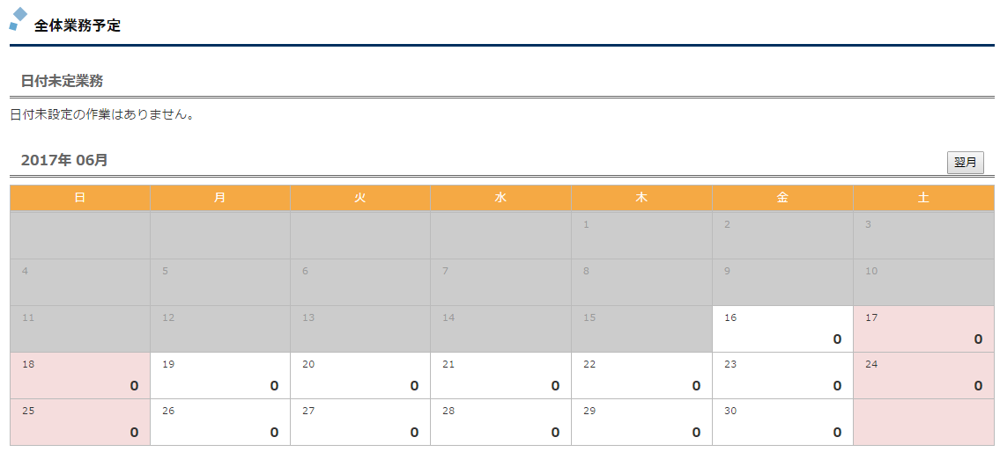 全体業務予定
日付未定業務
日付未設定の作業はありません。
2017年 06月
翌月
日 月 火 水 木 金 土
1 2 3
4 5 6 7 8 9 10
11 12 13 14 15 16 17
0 0
18 19 20 21 22 23 24
0 0 0 0 0 0 0
25 26 27 28 29 30
0 0 0 0 0 0